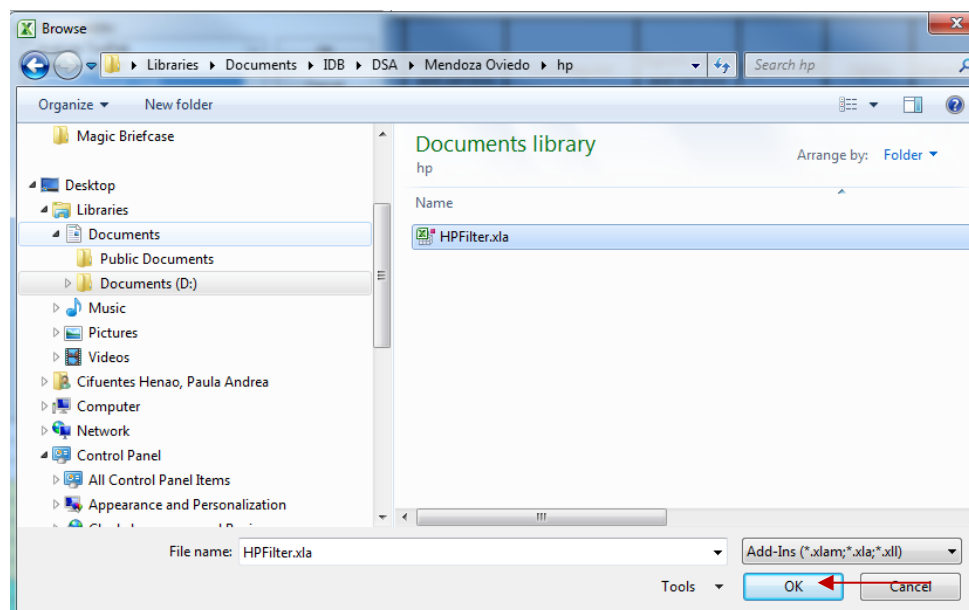 Browse
Libraries Documents IDB DSA Mendoza Oviedo hp
Search hp
Organize New folder
Magic Briefcase
Desktop
Libraries
Documents
Public Documents
Documents (D:)
Music
Pictures
Videos
Cifuentes Henao, Paula Andrea
Computer
Network
Control Panel
All Control Panel Items
Appearance and Personalization
Documents library
hp
Arrange by: Folder
Name
HPFilter.xla
File name: HPFilter.xla
Add-Ins (*.xlam;*.xla;*.xll)
Tools OK Cancel